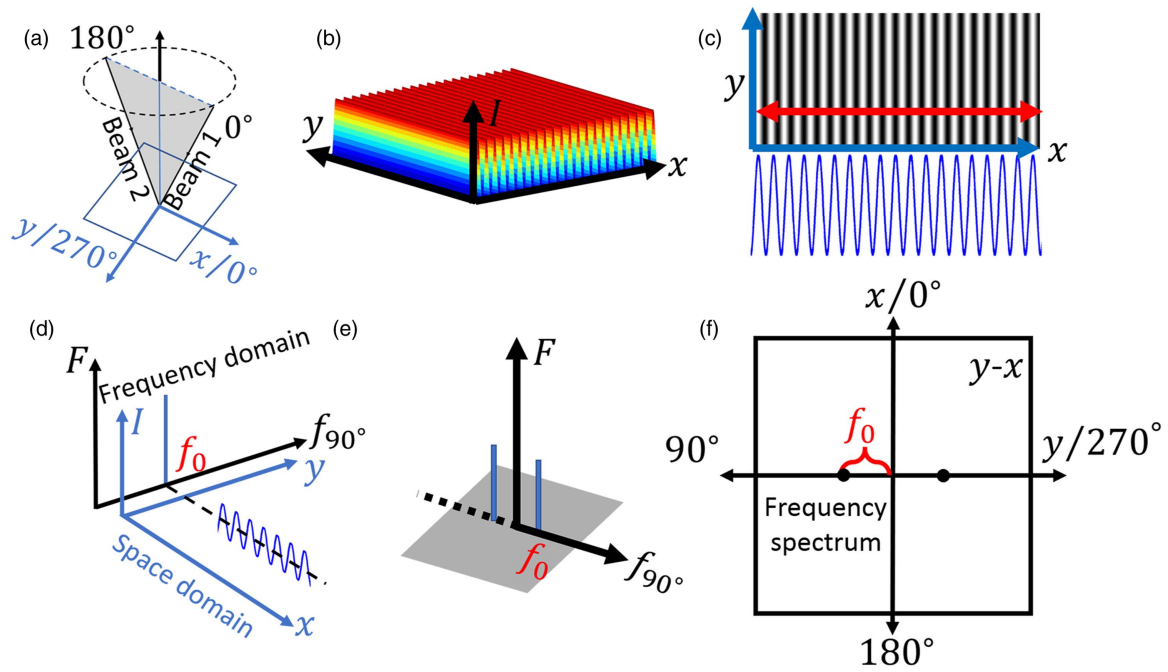 (a)
180°
0°
Beam 2
Beam 1
y/270°
x/0°
(b)
I
y
x
(c)
y
x
(d)
F
Frequency domain
I
f₀
f₉₀°
y
Space domain
x
(e)
F
f₀
f₉₀°
(f)
x/0°
y-x
f₀
90°
y/270°
Frequency
spectrum
180°